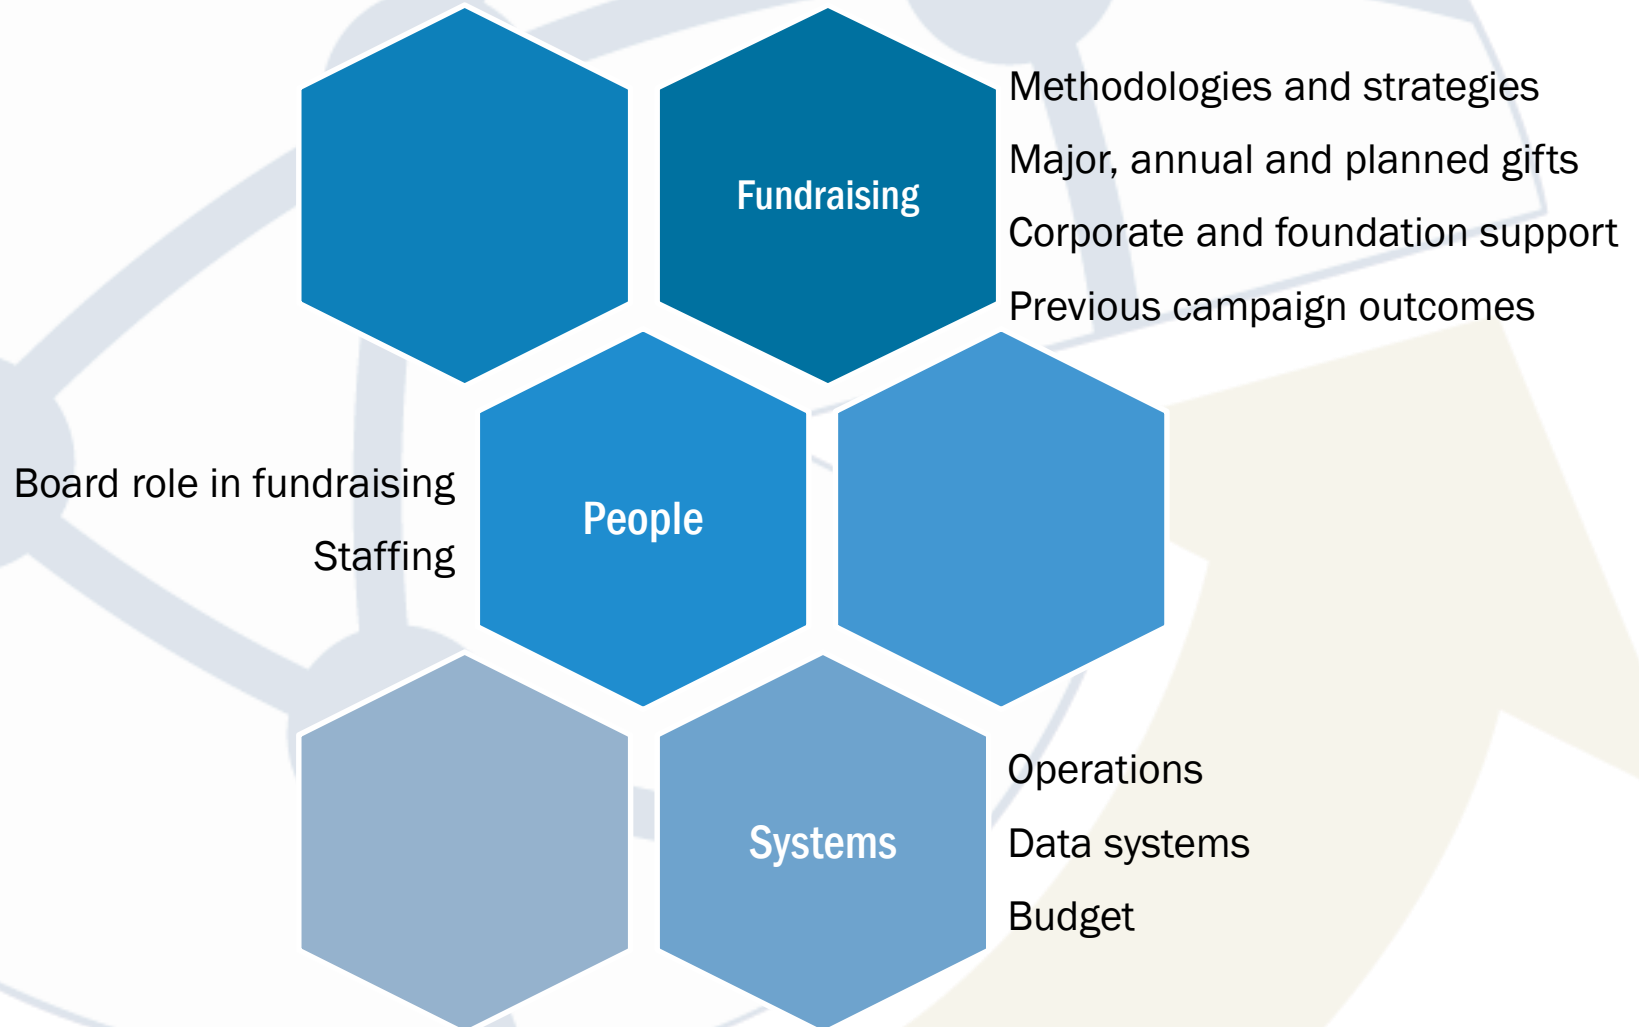 Fundraising
Methodologies and strategies
Major, annual and planned gifts
Corporate and foundation support
Previous campaign outcomes
People
Board role in fundraising
Staffing
Systems
Operations
Data systems
Budget